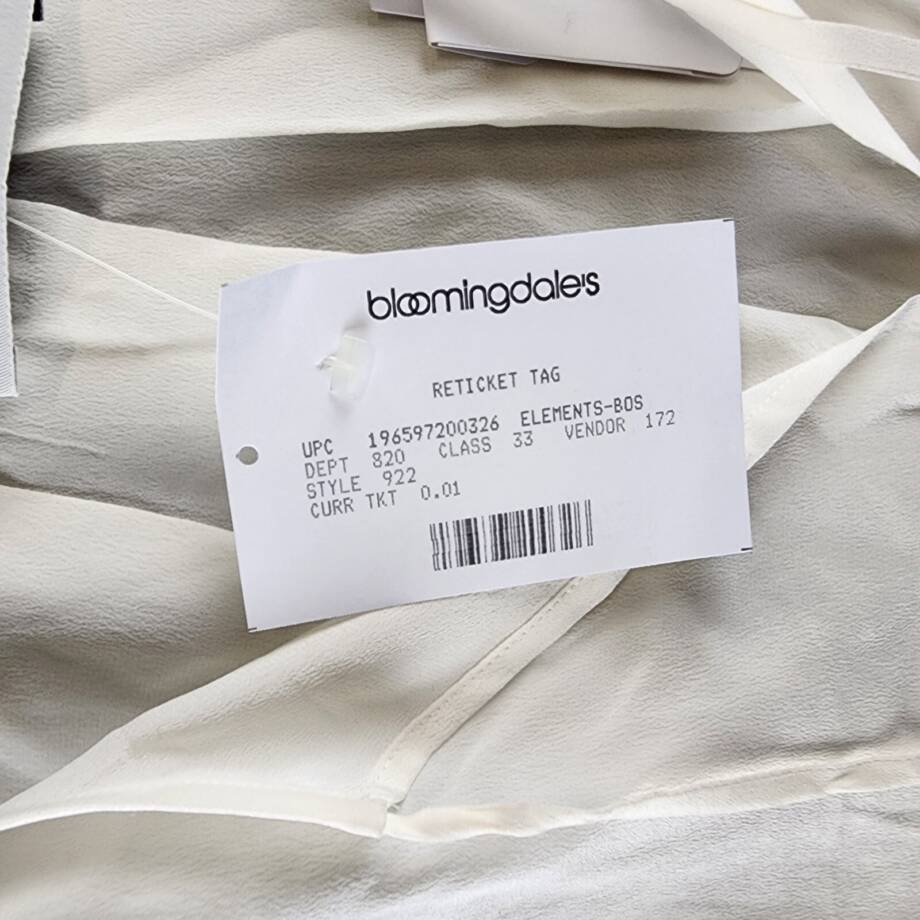 bloomingdale's
RETICKET TAG
UPC 196597200326 ELEMENTS-BOS
DEPT 820 CLASS 33 VENDOR 172
STYLE 922
CURR TKT 0.01